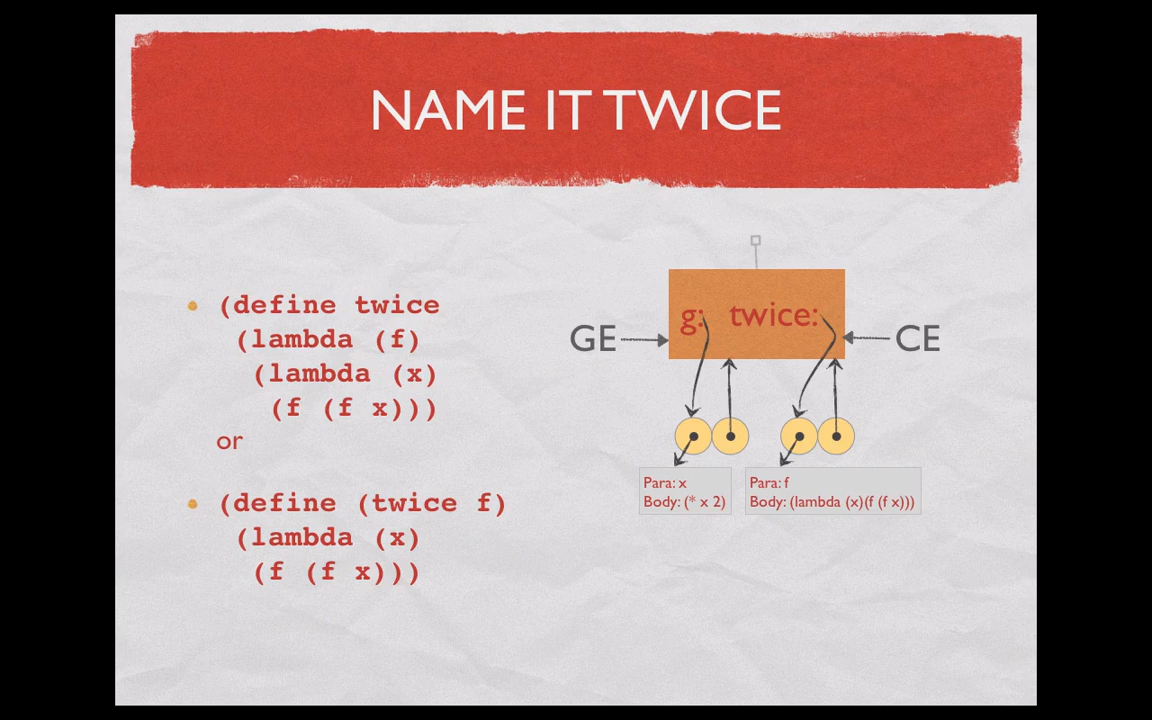 NAME IT TWICE
(define twice
(lambda (f)
(lambda (x)
(f (f x)))
or
(define (twice f)
(lambda (x)
(f (f x)))
GE
g: twice:
CE
Para: x
Body: (* x 2)
Para: f
Body: (lambda (x)(f (f x)))